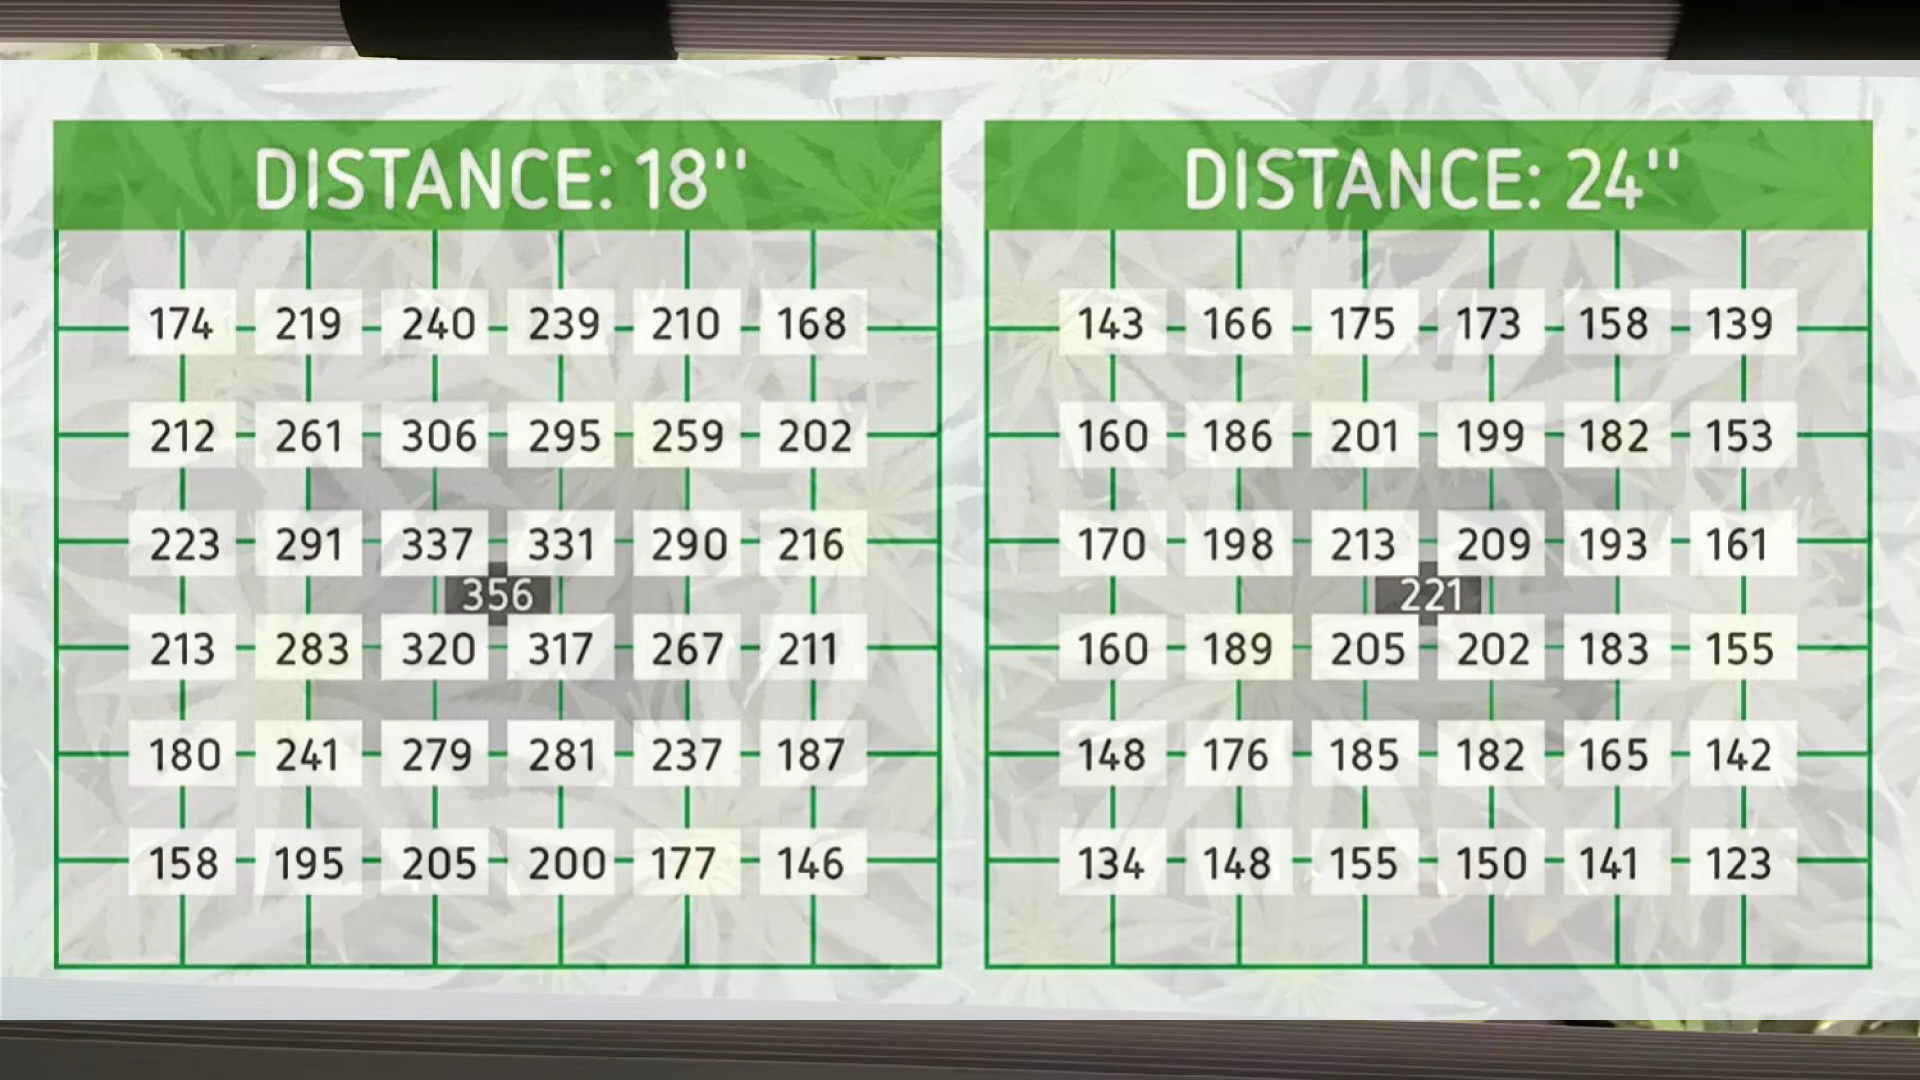 DISTANCE: 18''
174 219 240 239 210 168
212 261 306 295 259 202
223 291 337 331 290 216
356
213 283 320 317 267 211
180 241 279 281 237 187
158 195 205 200 177 146
DISTANCE: 24''
143 166 175 173 158 139
160 186 201 199 182 153
170 198 213 209 193 161
221
160 189 205 202 183 155
148 176 185 182 165 142
134 148 155 150 141 123